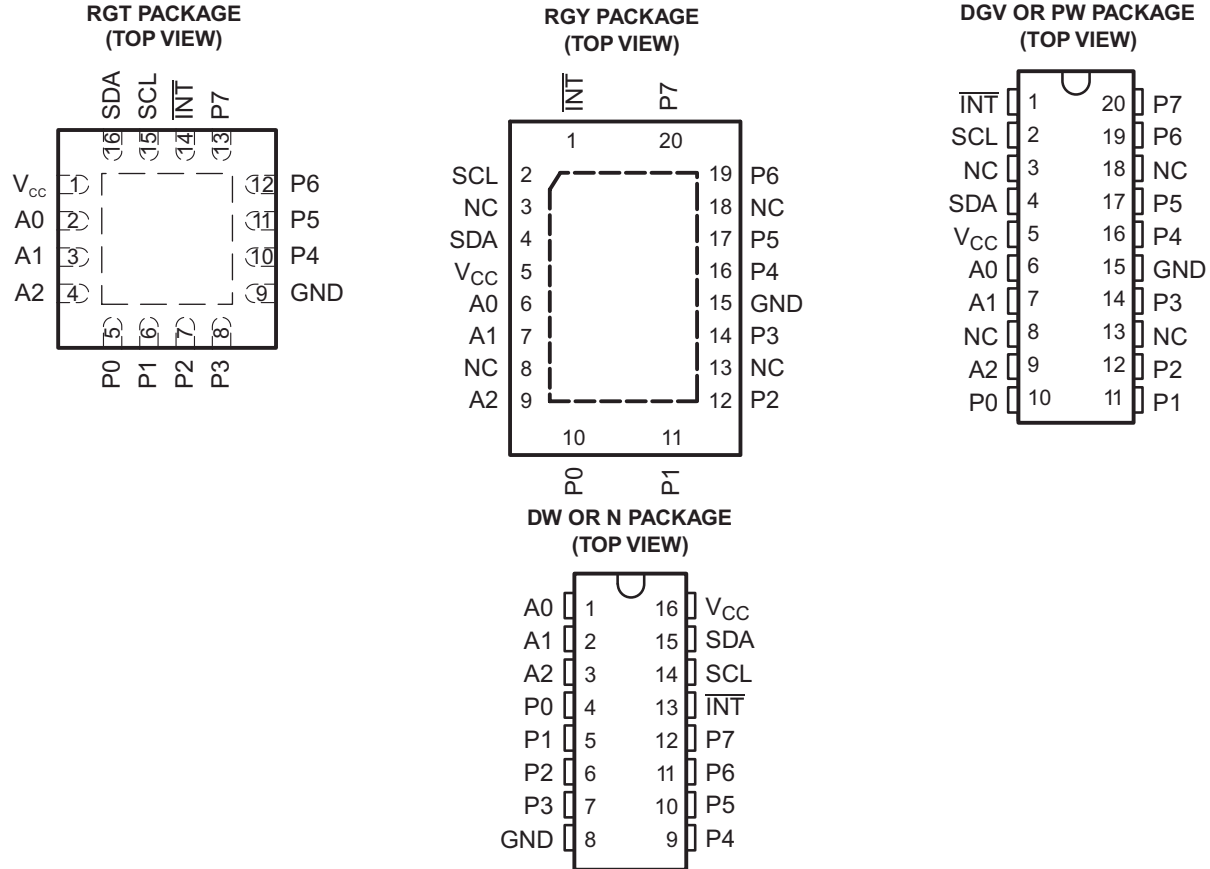 RGT PACKAGE
(TOP VIEW)
SDA
SCL
INT
P7
16
15
14
13
VCC 1
A0 2
A1 3
A2 4
12 P6
11 P5
10 P4
9 GND
5
6
7
8
P0
P1
P2
P3
RGY PACKAGE
(TOP VIEW)
INT
P7
1
20
SCL 2
NC 3
SDA 4
VCC 5
A0 6
A1 7
NC 8
A2 9
19 P6
18 NC
17 P5
16 P4
15 GND
14 P3
13 NC
12 P2
10
11
P0
P1
DGV OR PW PACKAGE
(TOP VIEW)
INT 1 20 P7
SCL 2 19 P6
NC 3 18 NC
SDA 4 17 P5
VCC 5 16 P4
A0 6 15 GND
A1 7 14 P3
NC 8 13 NC
A2 9 12 P2
P0 10 11 P1
DW OR N PACKAGE
(TOP VIEW)
A0 1 16 VCC
A1 2 15 SDA
A2 3 14 SCL
P0 4 13 INT
P1 5 12 P7
P2 6 11 P6
P3 7 10 P5
GND 8 9 P4